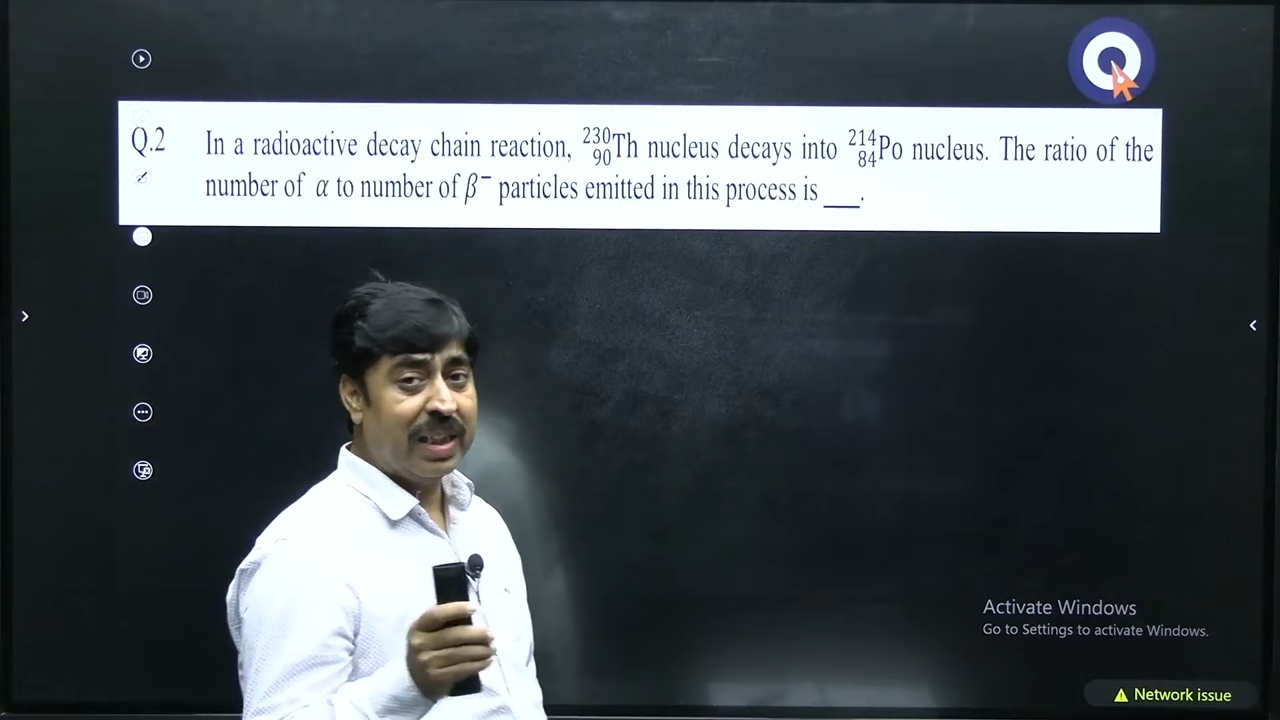 Q.2 In a radioactive decay chain reaction, ²³⁰₉₀Th nucleus decays into ²¹⁴₈₄Po nucleus. The ratio of the
number of α to number of β⁻ particles emitted in this process is ___.
Activate Windows
Go to Settings to activate Windows.
Network issue